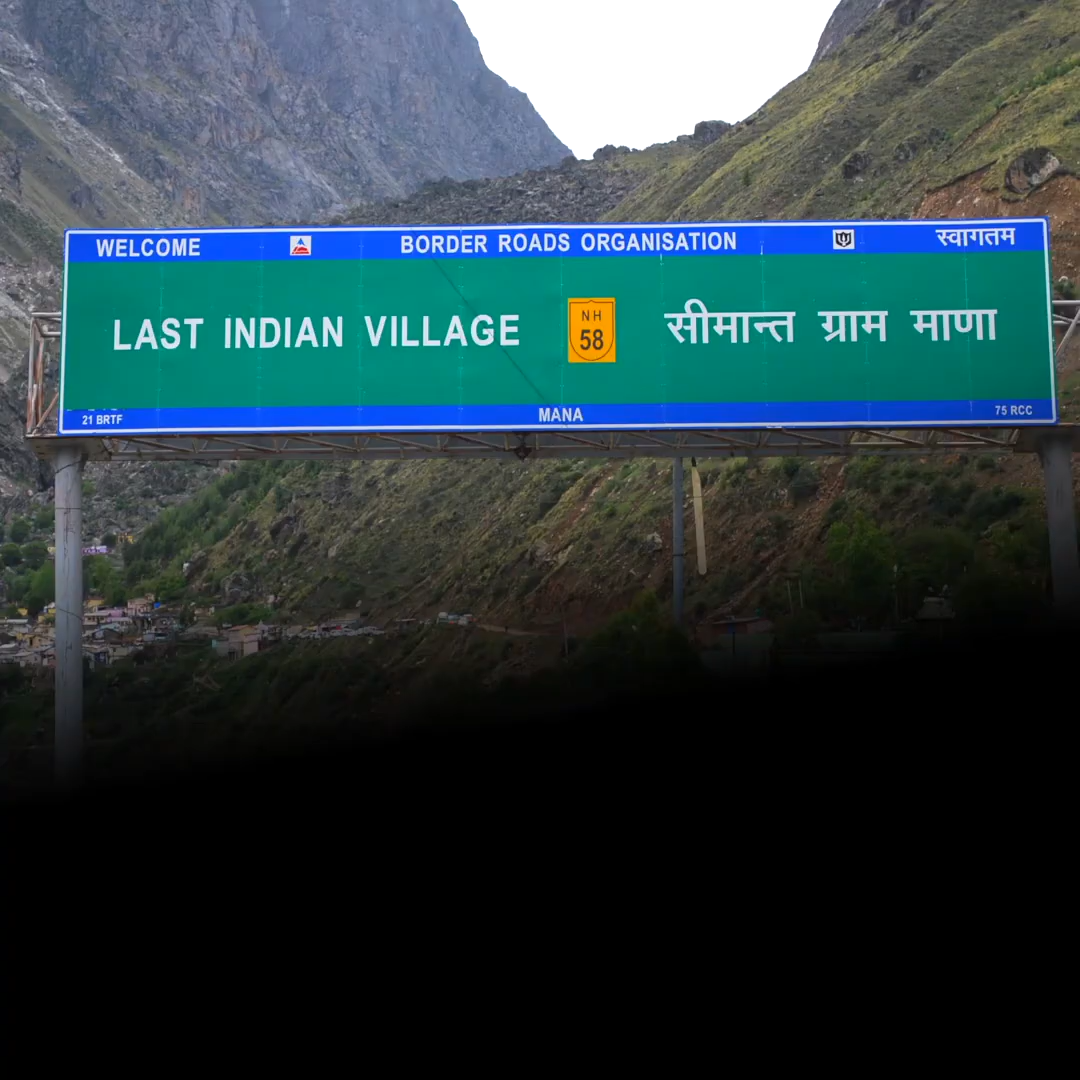 WELCOME BORDER ROADS ORGANISATION स्वागतम
LAST INDIAN VILLAGE NH 58 सीमान्त ग्राम माणा
21 BRTF MANA 75 RCC